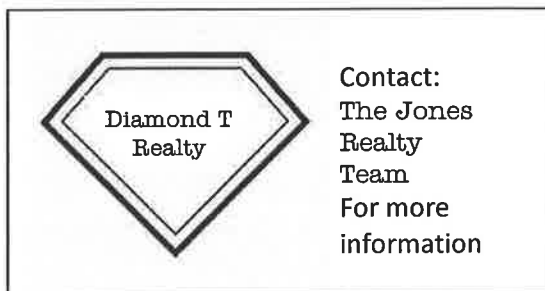 Diamond T
Realty
Contact:
The Jones
Realty
Team
For more
information